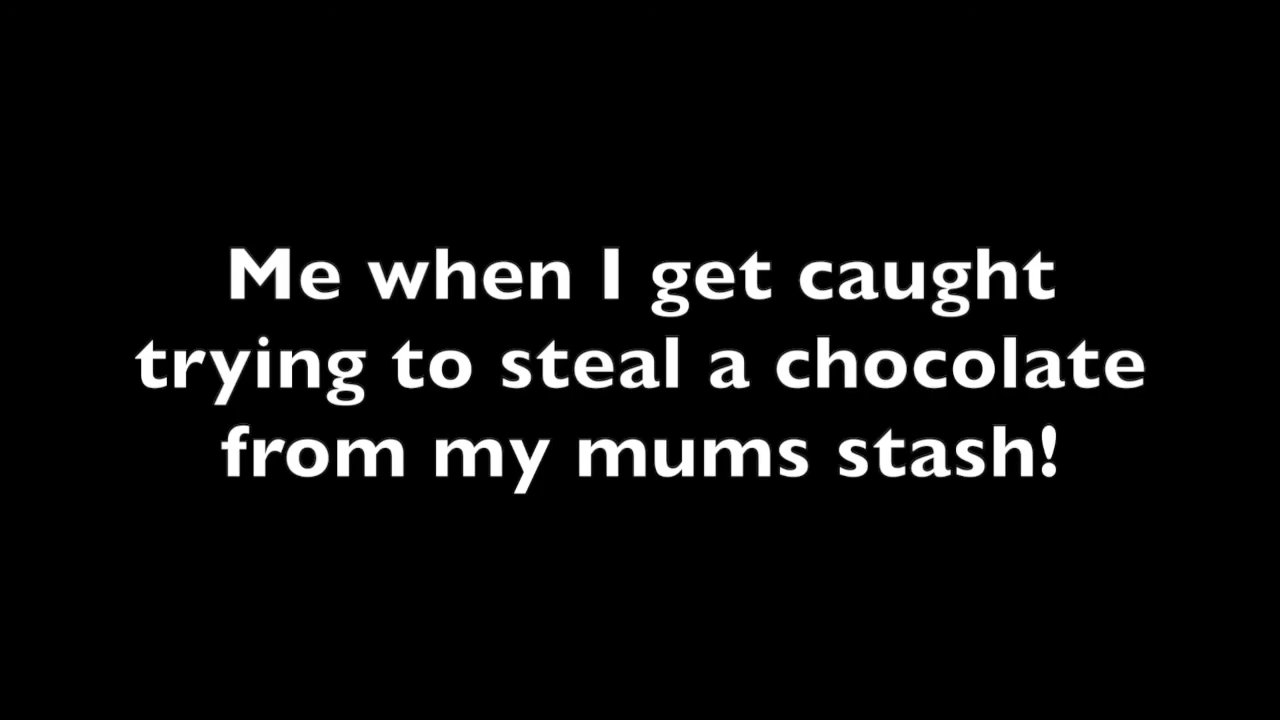 Me when I get caught
trying to steal a chocolate
from my mums stash!